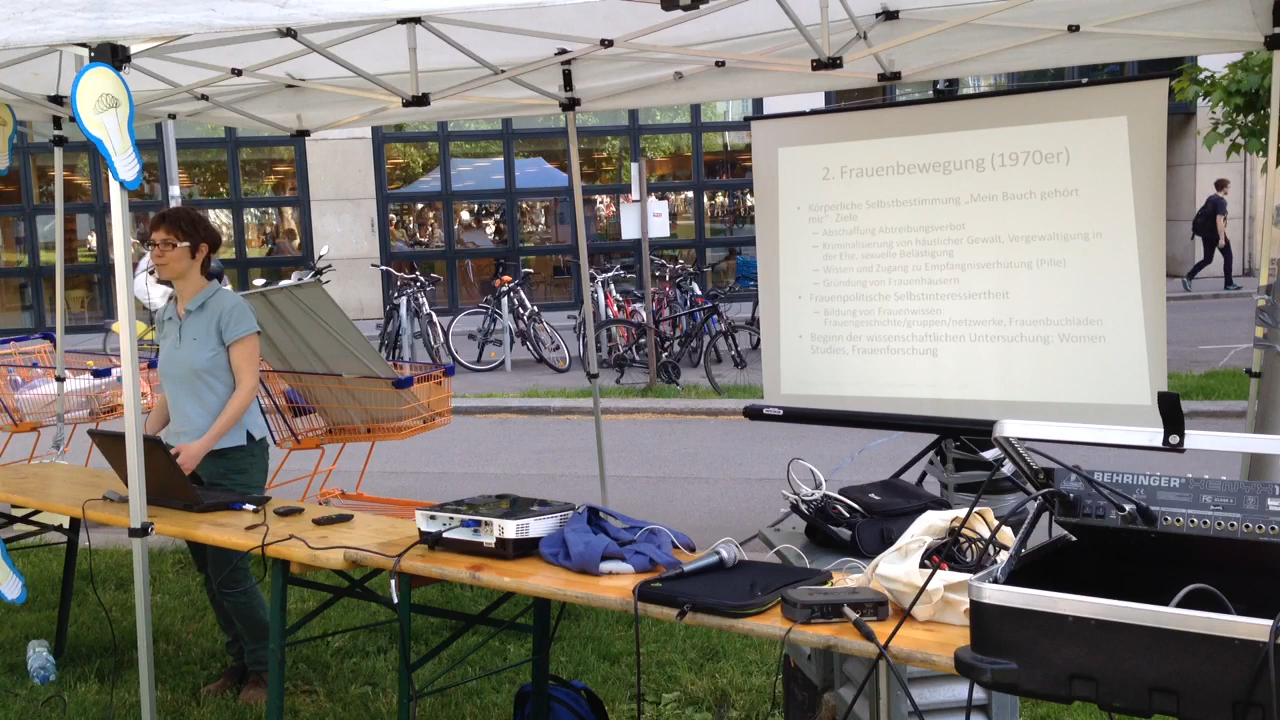 2. Frauenbewegung (1970er)
• Körperliche Selbstbestimmung „Mein Bauch gehört
mir": Ziele
– Abschaffung Abtreibungsverbot
– Kriminalisierung von häuslicher Gewalt, Vergewaltigung in
der Ehe, sexuelle Belästigung
– Wissen und Zugang zu Empfängnisverhütung (Pille)
– Gründung von Frauenhäusern
• Frauenpolitische Selbstinteressiertheit
– Bildung von Frauenwissen:
Frauengeschichte/gruppen/netzwerke, Frauenbuchläden
• Beginn der wissenschaftlichen Untersuchung: Women
Studies, Frauenforschung
BEHRINGER XENYX